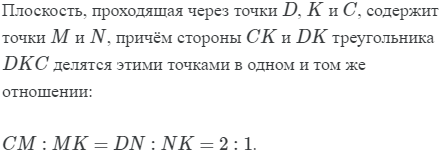 Плоскость, проходящая через точки D, K и C, содержит
точки M и N, причём стороны CK и DK треугольника
DKC делятся этими точками в одном и том же
отношении:
CM : MK = DN : NK = 2 : 1.